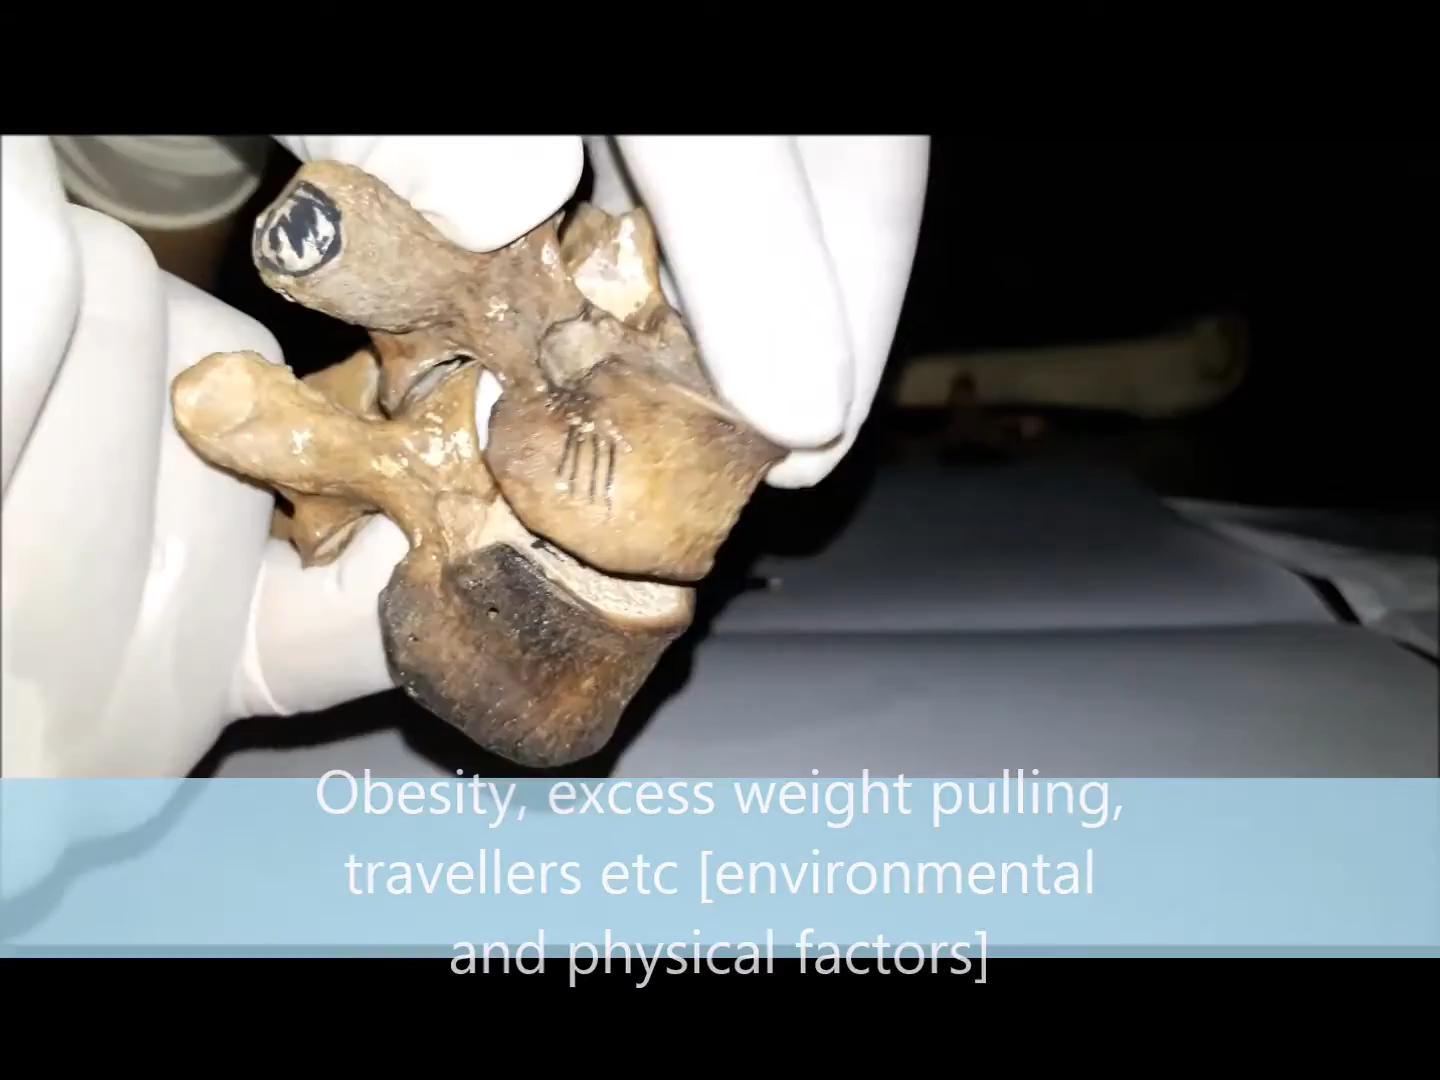 Obesity, excess weight pulling,
travellers etc [environmental
and physical factors]